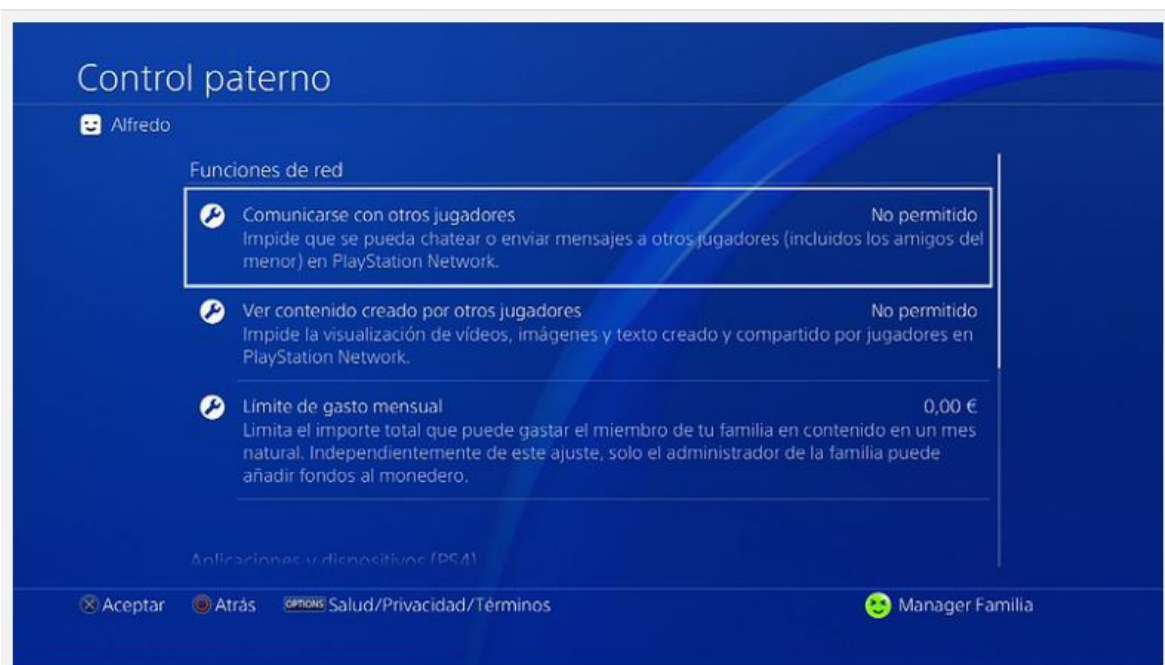 Control paterno
Alfredo
Funciones de red
Comunicarse con otros jugadores No permitido
Impide que se pueda chatear o enviar mensajes a otros jugadores (incluidos los amigos del
menor) en PlayStation Network.
Ver contenido creado por otros jugadores No permitido
Impide la visualización de vídeos, imágenes y texto creado y compartido por jugadores en
PlayStation Network.
Límite de gasto mensual 0,00 €
Limita el importe total que puede gastar el miembro de tu familia en contenido en un mes
natural. Independientemente de este ajuste, solo el administrador de la familia puede
añadir fondos al monedero.
Aplicaciones y dispositivos (PS4)
Aceptar Atrás OPTIONS Salud/Privacidad/Términos Manager Familia